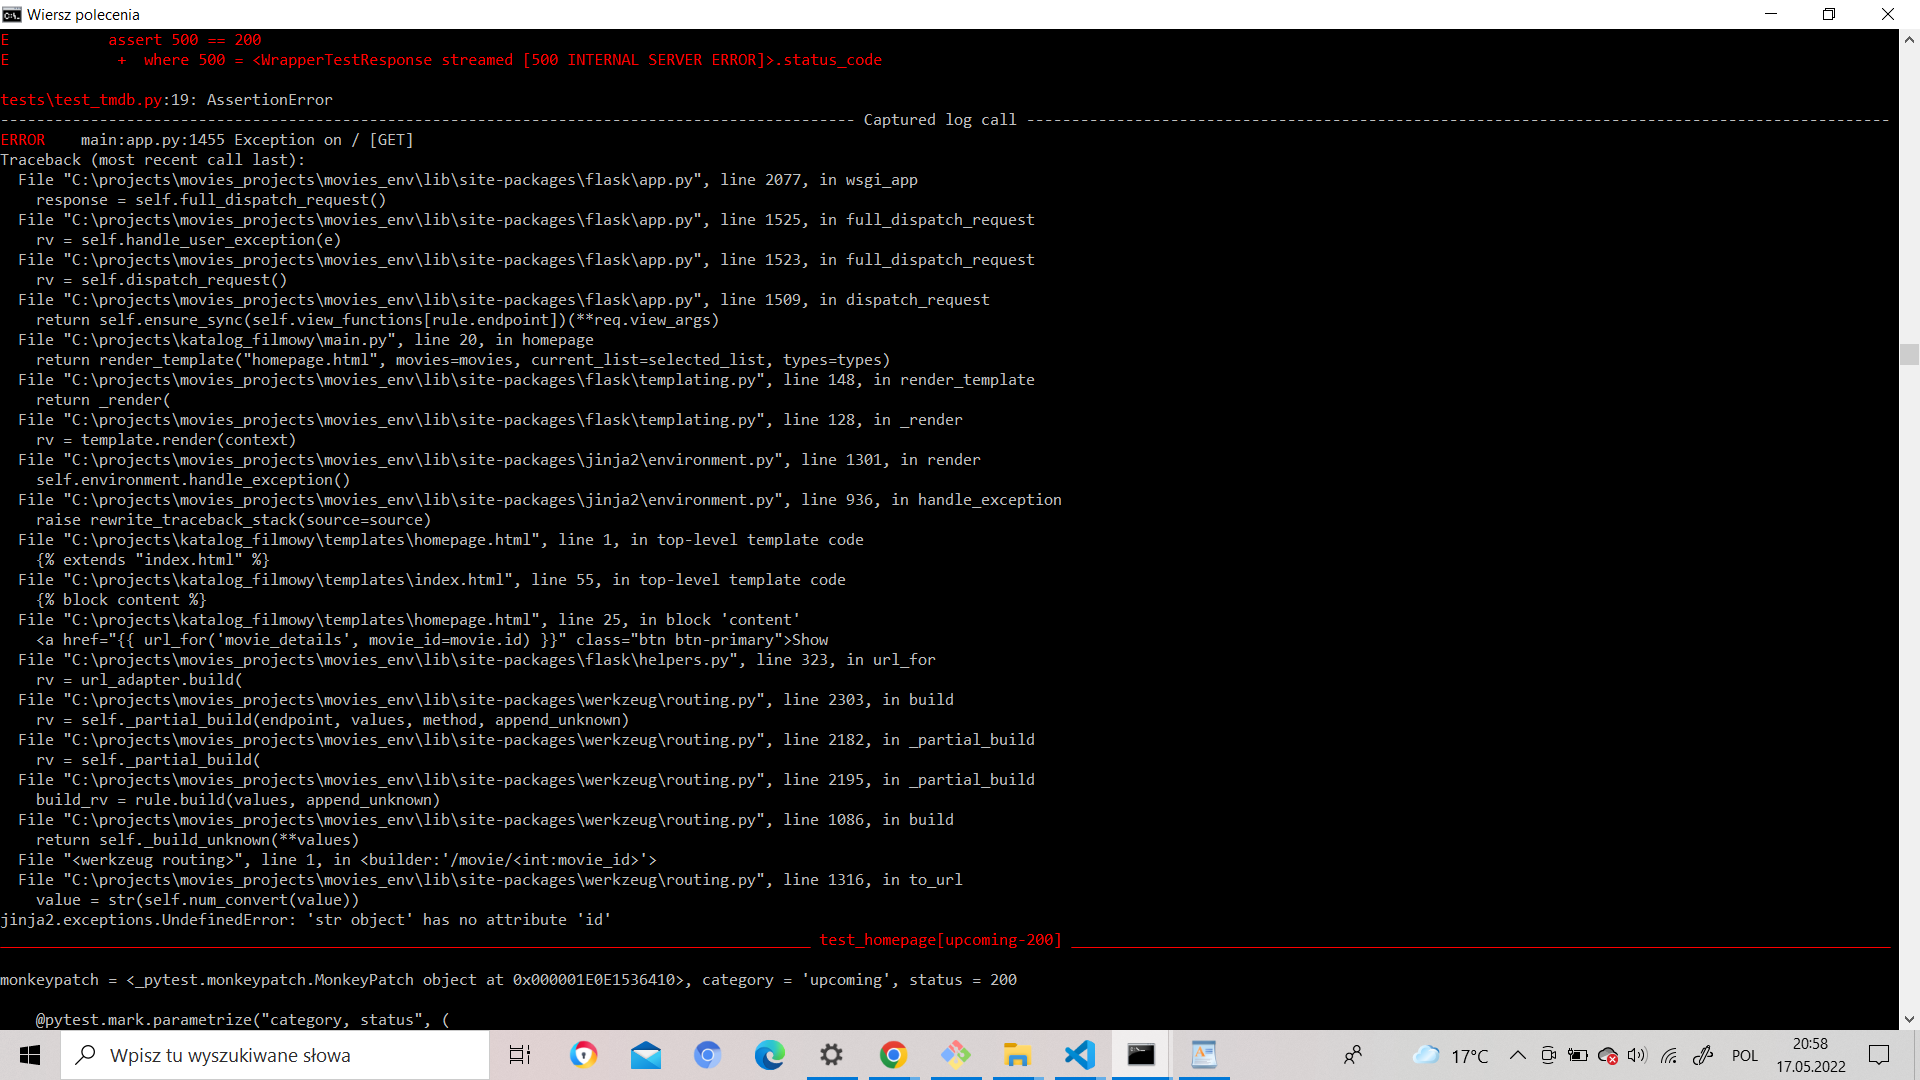 Wiersz polecenia
E           assert 500 == 200
E            +  where 500 = <WrapperTestResponse streamed [500 INTERNAL SERVER ERROR]>.status_code
tests\test_tmdb.py:19: AssertionError
----------------------------------------------------------------------------------------------- Captured log call ------------------------------------------------------------------------------------------------
ERROR    main:app.py:1455 Exception on / [GET]
Traceback (most recent call last):
  File "C:\projects\movies_projects\movies_env\lib\site-packages\flask\app.py", line 2077, in wsgi_app
    response = self.full_dispatch_request()
  File "C:\projects\movies_projects\movies_env\lib\site-packages\flask\app.py", line 1525, in full_dispatch_request
    rv = self.handle_user_exception(e)
  File "C:\projects\movies_projects\movies_env\lib\site-packages\flask\app.py", line 1523, in full_dispatch_request
    rv = self.dispatch_request()
  File "C:\projects\movies_projects\movies_env\lib\site-packages\flask\app.py", line 1509, in dispatch_request
    return self.ensure_sync(self.view_functions[rule.endpoint])(**req.view_args)
  File "C:\projects\katalog_filmowy\main.py", line 20, in homepage
    return render_template("homepage.html", movies=movies, current_list=selected_list, types=types)
  File "C:\projects\movies_projects\movies_env\lib\site-packages\flask\templating.py", line 148, in render_template
    return _render(
  File "C:\projects\movies_projects\movies_env\lib\site-packages\flask\templating.py", line 128, in _render
    rv = template.render(context)
  File "C:\projects\movies_projects\movies_env\lib\site-packages\jinja2\environment.py", line 1301, in render
    self.environment.handle_exception()
  File "C:\projects\movies_projects\movies_env\lib\site-packages\jinja2\environment.py", line 936, in handle_exception
    raise rewrite_traceback_stack(source=source)
  File "C:\projects\katalog_filmowy\templates\homepage.html", line 1, in top-level template code
    {% extends "index.html" %}
  File "C:\projects\katalog_filmowy\templates\index.html", line 55, in top-level template code
    {% block content %}
  File "C:\projects\katalog_filmowy\templates\homepage.html", line 25, in block 'content'
    <a href="{{ url_for('movie_details', movie_id=movie.id) }}" class="btn btn-primary">Show
  File "C:\projects\movies_projects\movies_env\lib\site-packages\flask\helpers.py", line 323, in url_for
    rv = url_adapter.build(
  File "C:\projects\movies_projects\movies_env\lib\site-packages\werkzeug\routing.py", line 2303, in build
    rv = self._partial_build(endpoint, values, method, append_unknown)
  File "C:\projects\movies_projects\movies_env\lib\site-packages\werkzeug\routing.py", line 2182, in _partial_build
    rv = self._partial_build(
  File "C:\projects\movies_projects\movies_env\lib\site-packages\werkzeug\routing.py", line 2195, in _partial_build
    build_rv = rule.build(values, append_unknown)
  File "C:\projects\movies_projects\movies_env\lib\site-packages\werkzeug\routing.py", line 1086, in build
    return self._build_unknown(**values)
  File "<werkzeug routing>", line 1, in <builder:'/movie/<int:movie_id>'>
  File "C:\projects\movies_projects\movies_env\lib\site-packages\werkzeug\routing.py", line 1316, in to_url
    value = str(self.num_convert(value))
jinja2.exceptions.UndefinedError: 'str object' has no attribute 'id'
__________________________________________________________________________________________ test_homepage[upcoming-200] ___________________________________________________________________________________________
monkeypatch = <_pytest.monkeypatch.MonkeyPatch object at 0x000001E0E1536410>, category = 'upcoming', status = 200
    @pytest.mark.parametrize("category, status", (
Wpisz tu wyszukiwane słowa
17°C
POL
20:58
17.05.2022